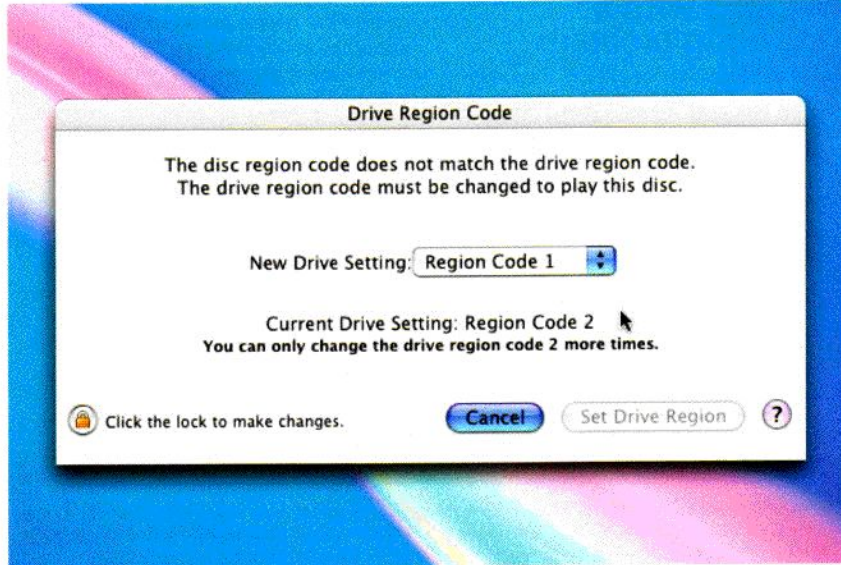 Drive Region Code
The disc region code does not match the drive region code.
The drive region code must be changed to play this disc.
New Drive Setting: Region Code 1
Current Drive Setting: Region Code 2
You can only change the drive region code 2 more times.
Click the lock to make changes.
Cancel
Set Drive Region
?